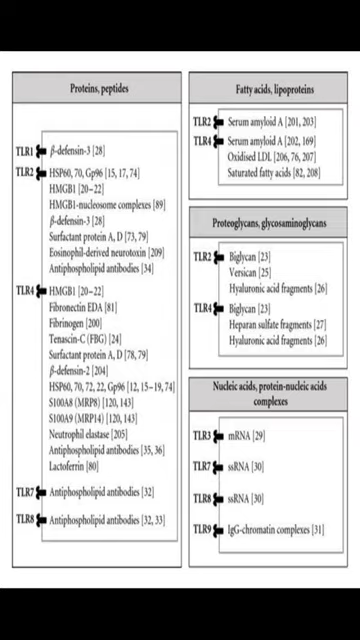 Proteins, peptides
TLR1 β-defensin-3 [28]
TLR2 HSP60, 70, Gp96 [15, 17, 74]
HMGB1 [20–22]
HMGB1-nucleosome complexes [89]
β-defensin-3 [28]
Surfactant protein A, D [73, 79]
Eosinophil-derived neurotoxin [209]
Antiphospholipid antibodies [34]
TLR4 HMGB1 [20–22]
Fibronectin EDA [81]
Fibrinogen [200]
Tenascin-C (FBG) [24]
Surfactant protein A, D [78, 79]
β-defensin-2 [204]
HSP60, 70, 72, 22, Gp96 [12, 15–19, 74]
S100A8 (MRP8) [120, 143]
S100A9 (MRP14) [120, 143]
Neutrophil elastase [205]
Antiphospholipid antibodies [35, 36]
Lactoferrin [80]
TLR7 Antiphospholipid antibodies [32]
TLR8 Antiphospholipid antibodies [32, 33]
Fatty acids, lipoproteins
TLR2 Serum amyloid A [201, 203]
TLR4 Serum amyloid A [202, 169]
Oxidised LDL [206, 76, 207]
Saturated fatty acids [82, 208]
Proteoglycans, glycosaminoglycans
TLR2 Biglycan [23]
Versican [25]
Hyaluronic acid fragments [26]
TLR4 Biglycan [23]
Heparan sulfate fragments [27]
Hyaluronic acid fragments [26]
Nucleic acids, protein-nucleic acids
complexes
TLR3 mRNA [29]
TLR7 ssRNA [30]
TLR8 ssRNA [30]
TLR9 IgG-chromatin complexes [31]